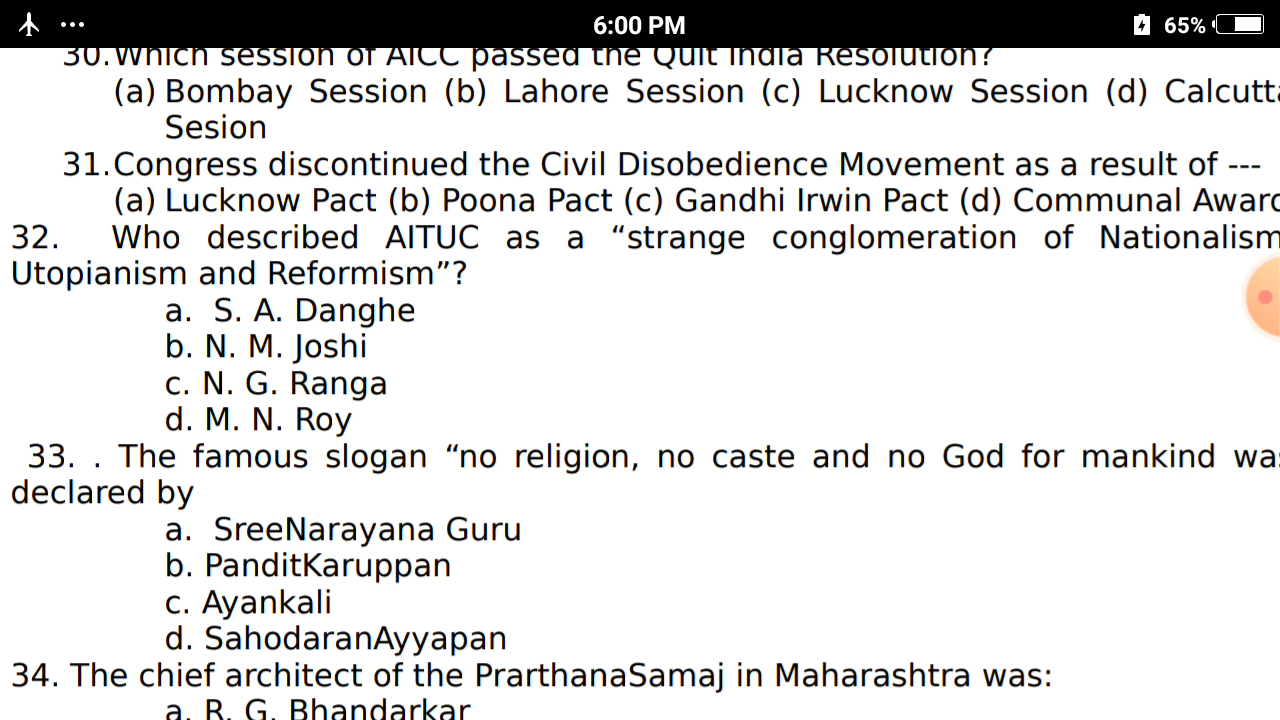 6:00 PM
65%
30.Which session of AICC passed the Quit India Resolution?
(a) Bombay Session (b) Lahore Session (c) Lucknow Session (d) Calcutta
Sesion
31.Congress discontinued the Civil Disobedience Movement as a result of ---
(a) Lucknow Pact (b) Poona Pact (c) Gandhi Irwin Pact (d) Communal Award
32. Who described AITUC as a “strange conglomeration of Nationalism
Utopianism and Reformism”?
a. S. A. Danghe
b. N. M. Joshi
c. N. G. Ranga
d. M. N. Roy
33. . The famous slogan “no religion, no caste and no God for mankind was
declared by
a. SreeNarayana Guru
b. PanditKaruppan
c. Ayankali
d. SahodaranAyyapan
34. The chief architect of the PrarthanaSamaj in Maharashtra was:
a. R. G. Bhandarkar